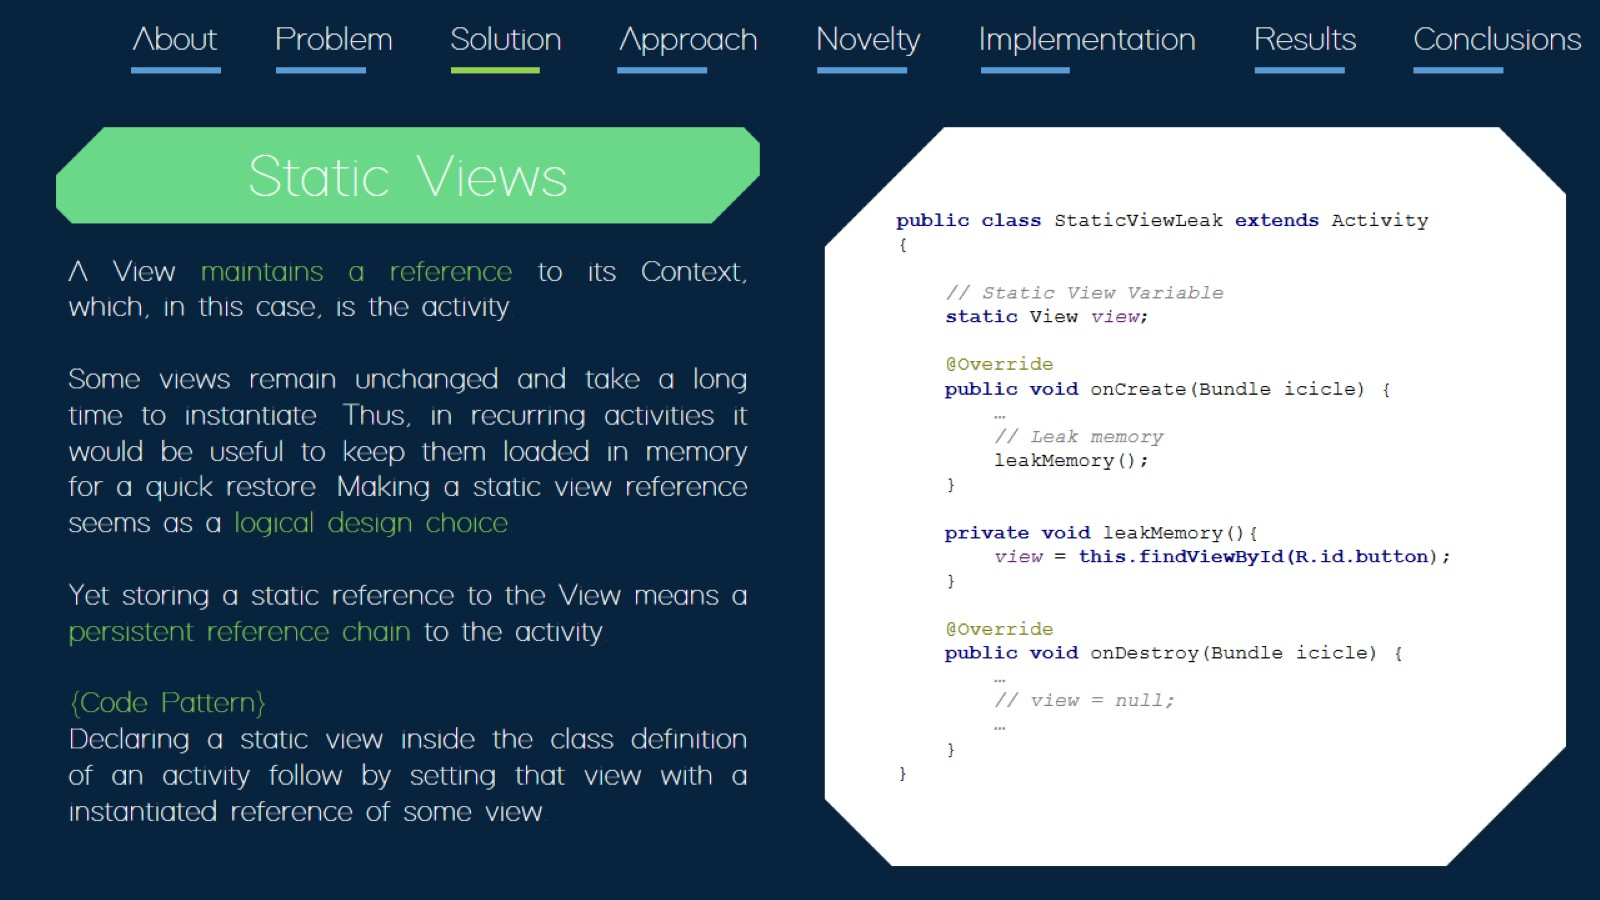 About Problem Solution Approach Novelty Implementation Results Conclusions
Static Views
A View maintains a reference to its Context,
which, in this case, is the activity
Some views remain unchanged and take a long
time to instantiate Thus, in recurring activities it
would be useful to keep them loaded in memory
for a quick restore Making a static view reference
seems as a logical design choice
Yet storing a static reference to the View means a
persistent reference chain to the activity
{Code Pattern}
Declaring a static view inside the class definition
of an activity follow by setting that view with a
instantiated reference of some view
public class StaticViewLeak extends Activity
{
// Static View Variable
static View view;
@Override
public void onCreate(Bundle icicle) {
…
// Leak memory
leakMemory();
}
private void leakMemory(){
view = this.findViewById(R.id.button);
}
@Override
public void onDestroy(Bundle icicle) {
…
// view = null;
…
}
}